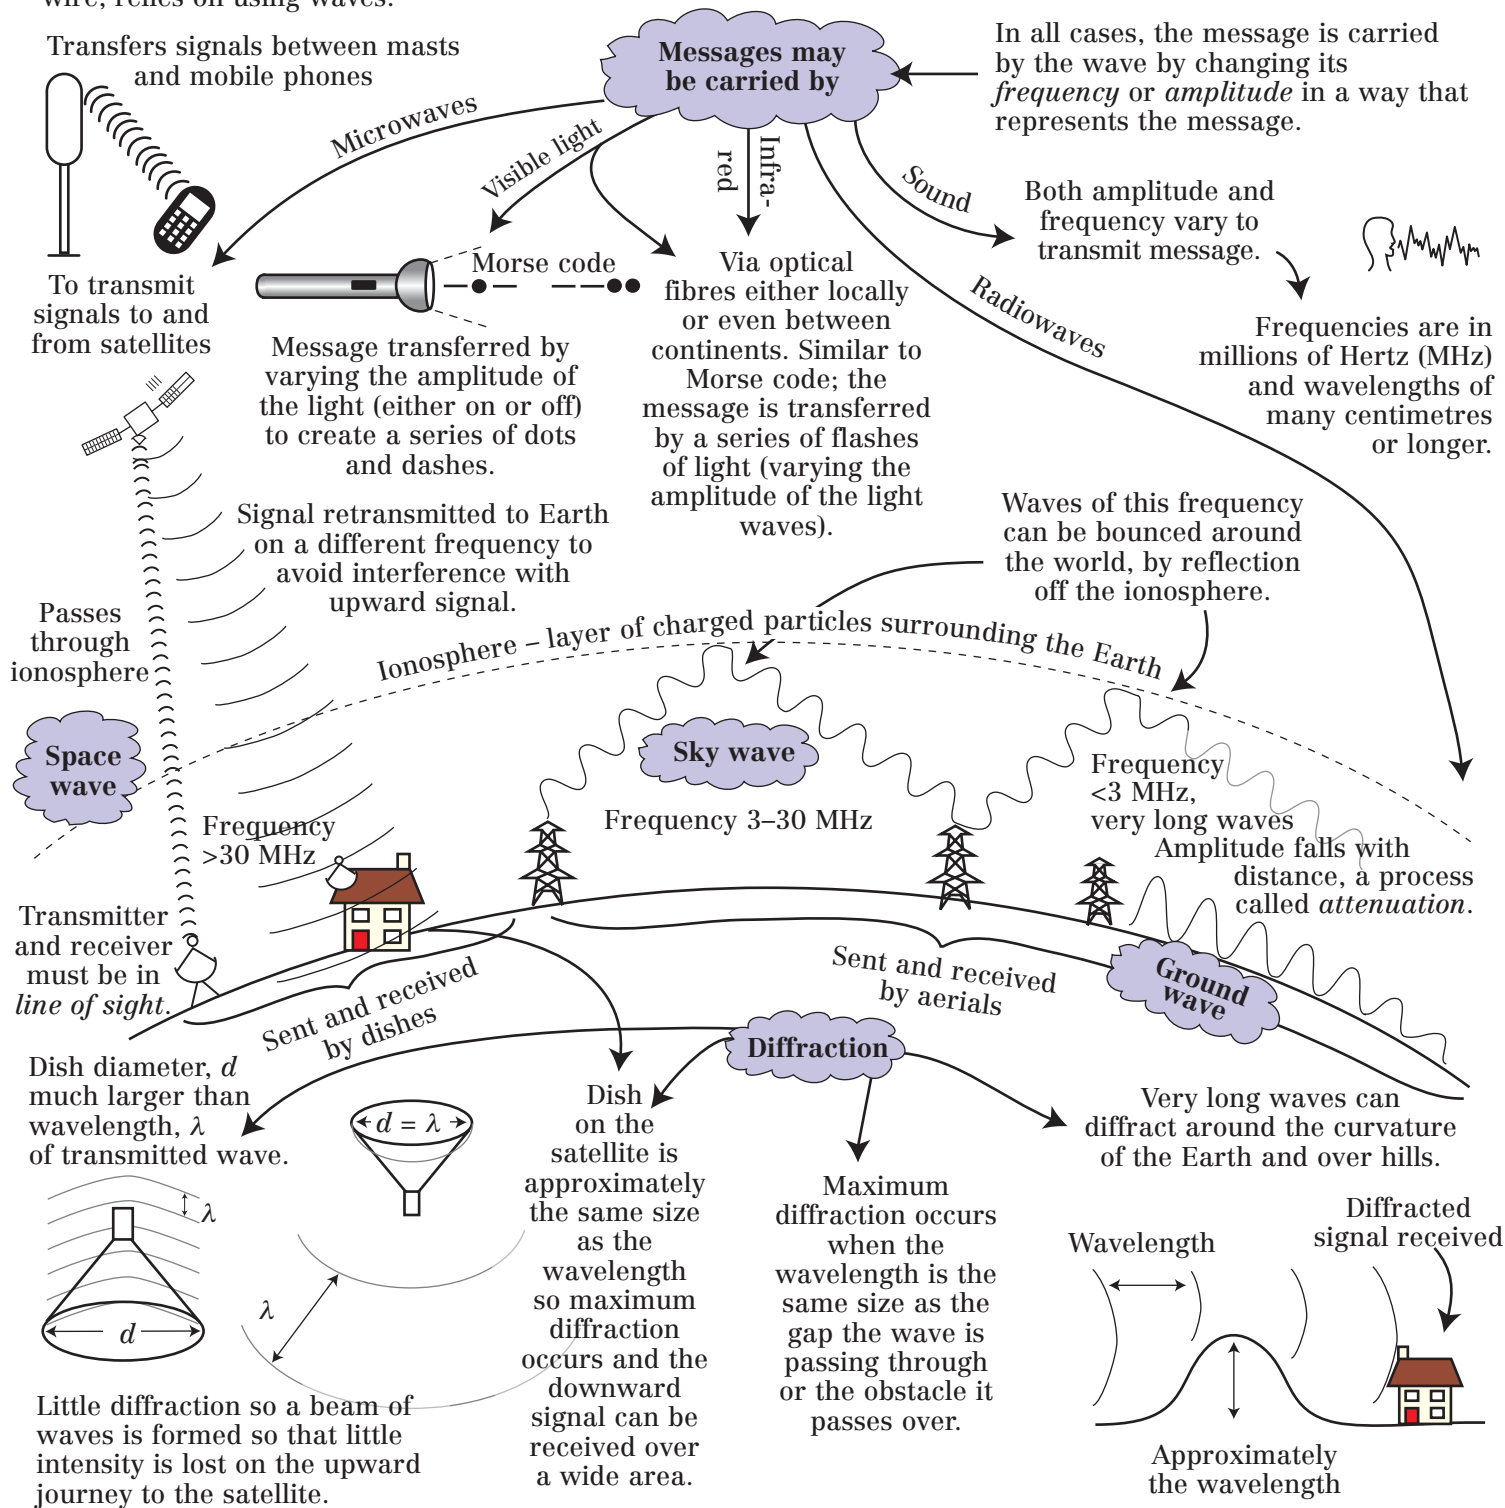 wire, relies on using waves.
Transfers signals between masts
and mobile phones
Messages may
be carried by
In all cases, the message is carried
by the wave by changing its
frequency or amplitude in a way that
represents the message.
Microwaves
Visible light
Infra-
red
Sound
Radiowaves
Both amplitude and
frequency vary to
transmit message.
Frequencies are in
millions of Hertz (MHz)
and wavelengths of
many centimetres
or longer.
To transmit
signals to and
from satellites
Morse code
Message transferred by
varying the amplitude of
the light (either on or off)
to create a series of dots
and dashes.
Via optical
fibres either locally
or even between
continents. Similar to
Morse code; the
message is transferred
by a series of flashes
of light (varying the
amplitude of the light
waves).
Signal retransmitted to Earth
on a different frequency to
avoid interference with
upward signal.
Waves of this frequency
can be bounced around
the world, by reflection
off the ionosphere.
Passes
through
ionosphere
Ionosphere – layer of charged particles surrounding the Earth
Space
wave
Sky wave
Frequency 3–30 MHz
Frequency
<3 MHz,
very long waves
Amplitude falls with
distance, a process
called attenuation.
Frequency
>30 MHz
Transmitter
and receiver
must be in
line of sight.
Sent and received
by dishes
Sent and received
by aerials
Ground
wave
Diffraction
Dish diameter, d
much larger than
wavelength, λ
of transmitted wave.
λ
d
d = λ
λ
Little diffraction so a beam of
waves is formed so that little
intensity is lost on the upward
journey to the satellite.
Dish
on the
satellite is
approximately
the same size
as the
wavelength
so maximum
diffraction
occurs and the
downward
signal can be
received over
a wide area.
Maximum
diffraction occurs
when the
wavelength is the
same size as the
gap the wave is
passing through
or the obstacle it
passes over.
Very long waves can
diffract around the curvature
of the Earth and over hills.
Wavelength
Diffracted
signal received
Approximately
the wavelength